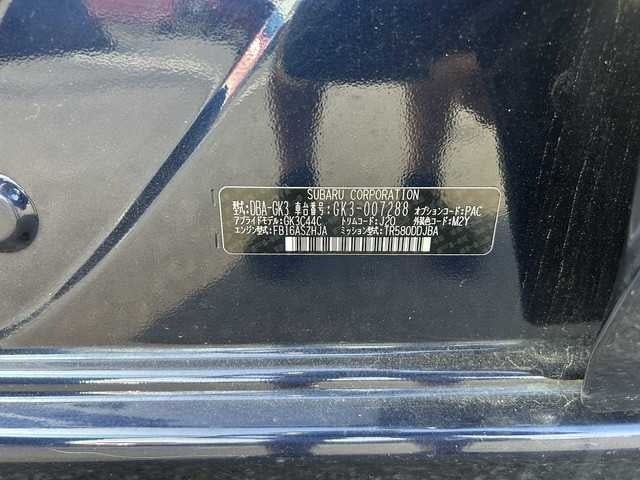 SUBARU CORPORATION
型式:DBA-GK3 車台番号:GK3-007288 オプションコード:PAC
アプライドモデル:GK3C44C トリムコード:J20 外装色コード:M2Y
エンジン型式:FB16AS2HJA ミッション型式:TR580DDJBA